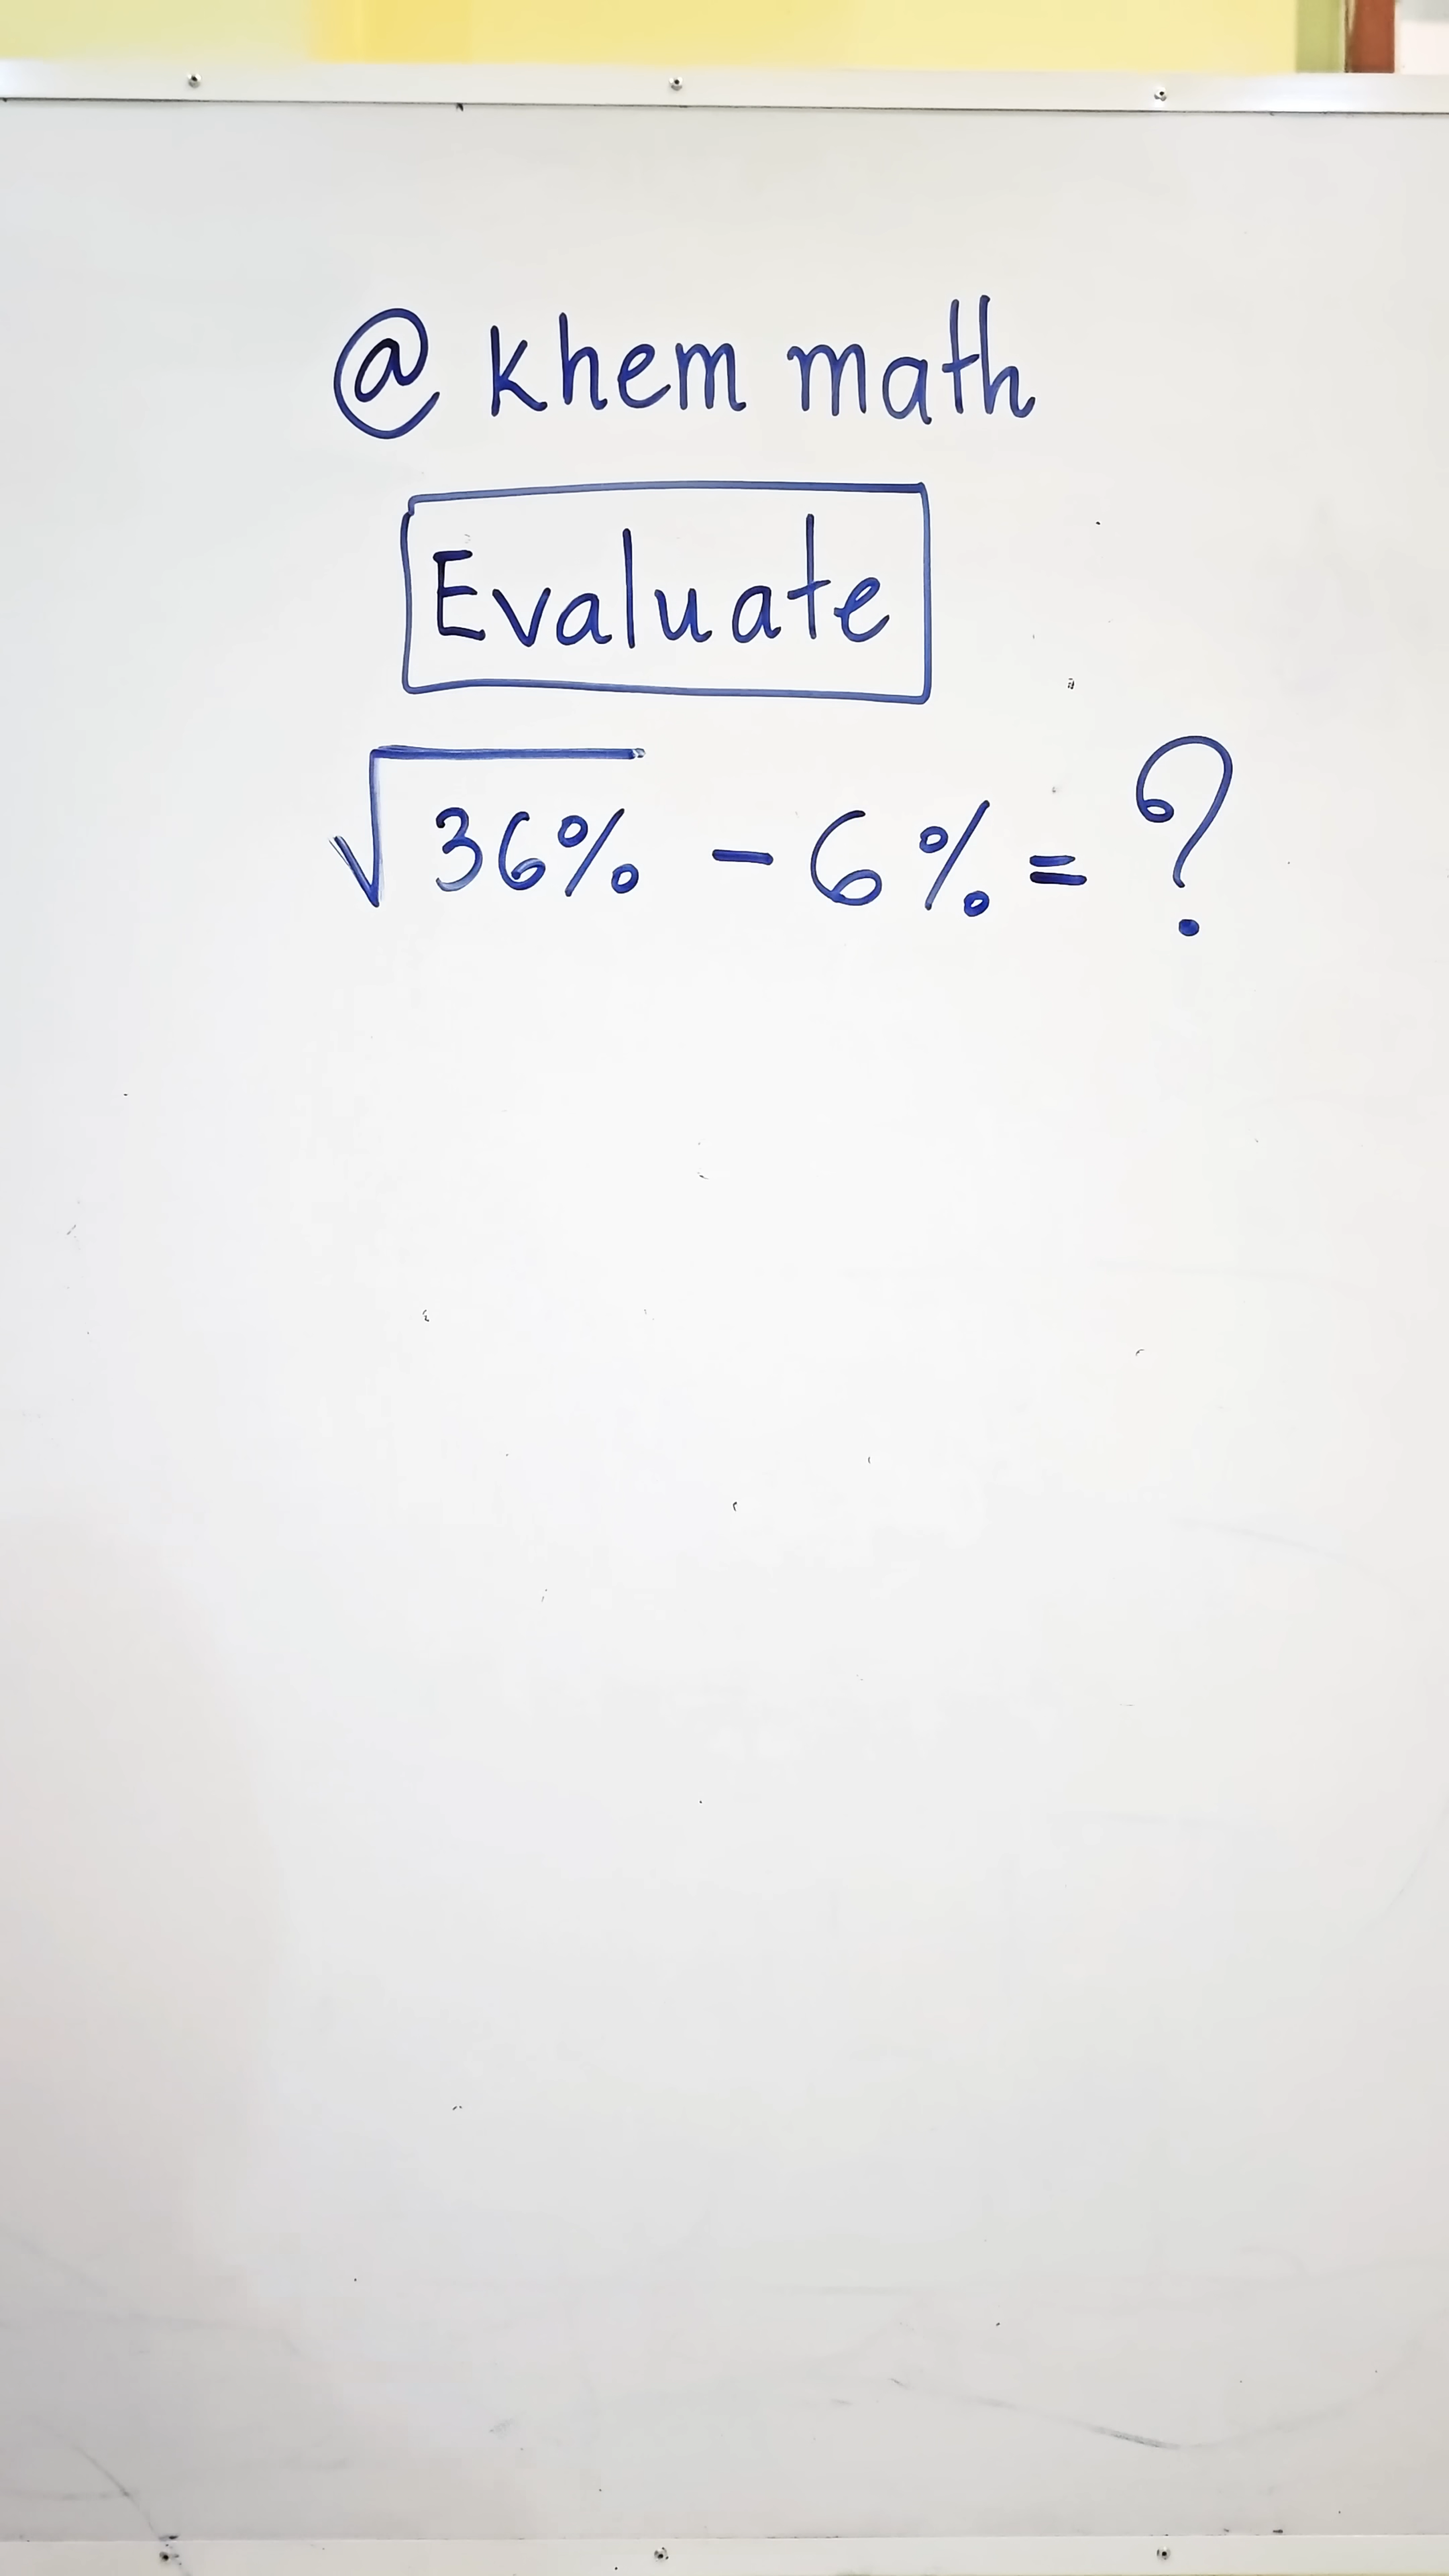 @ khem math
Evaluate
√36% - 6% = ?